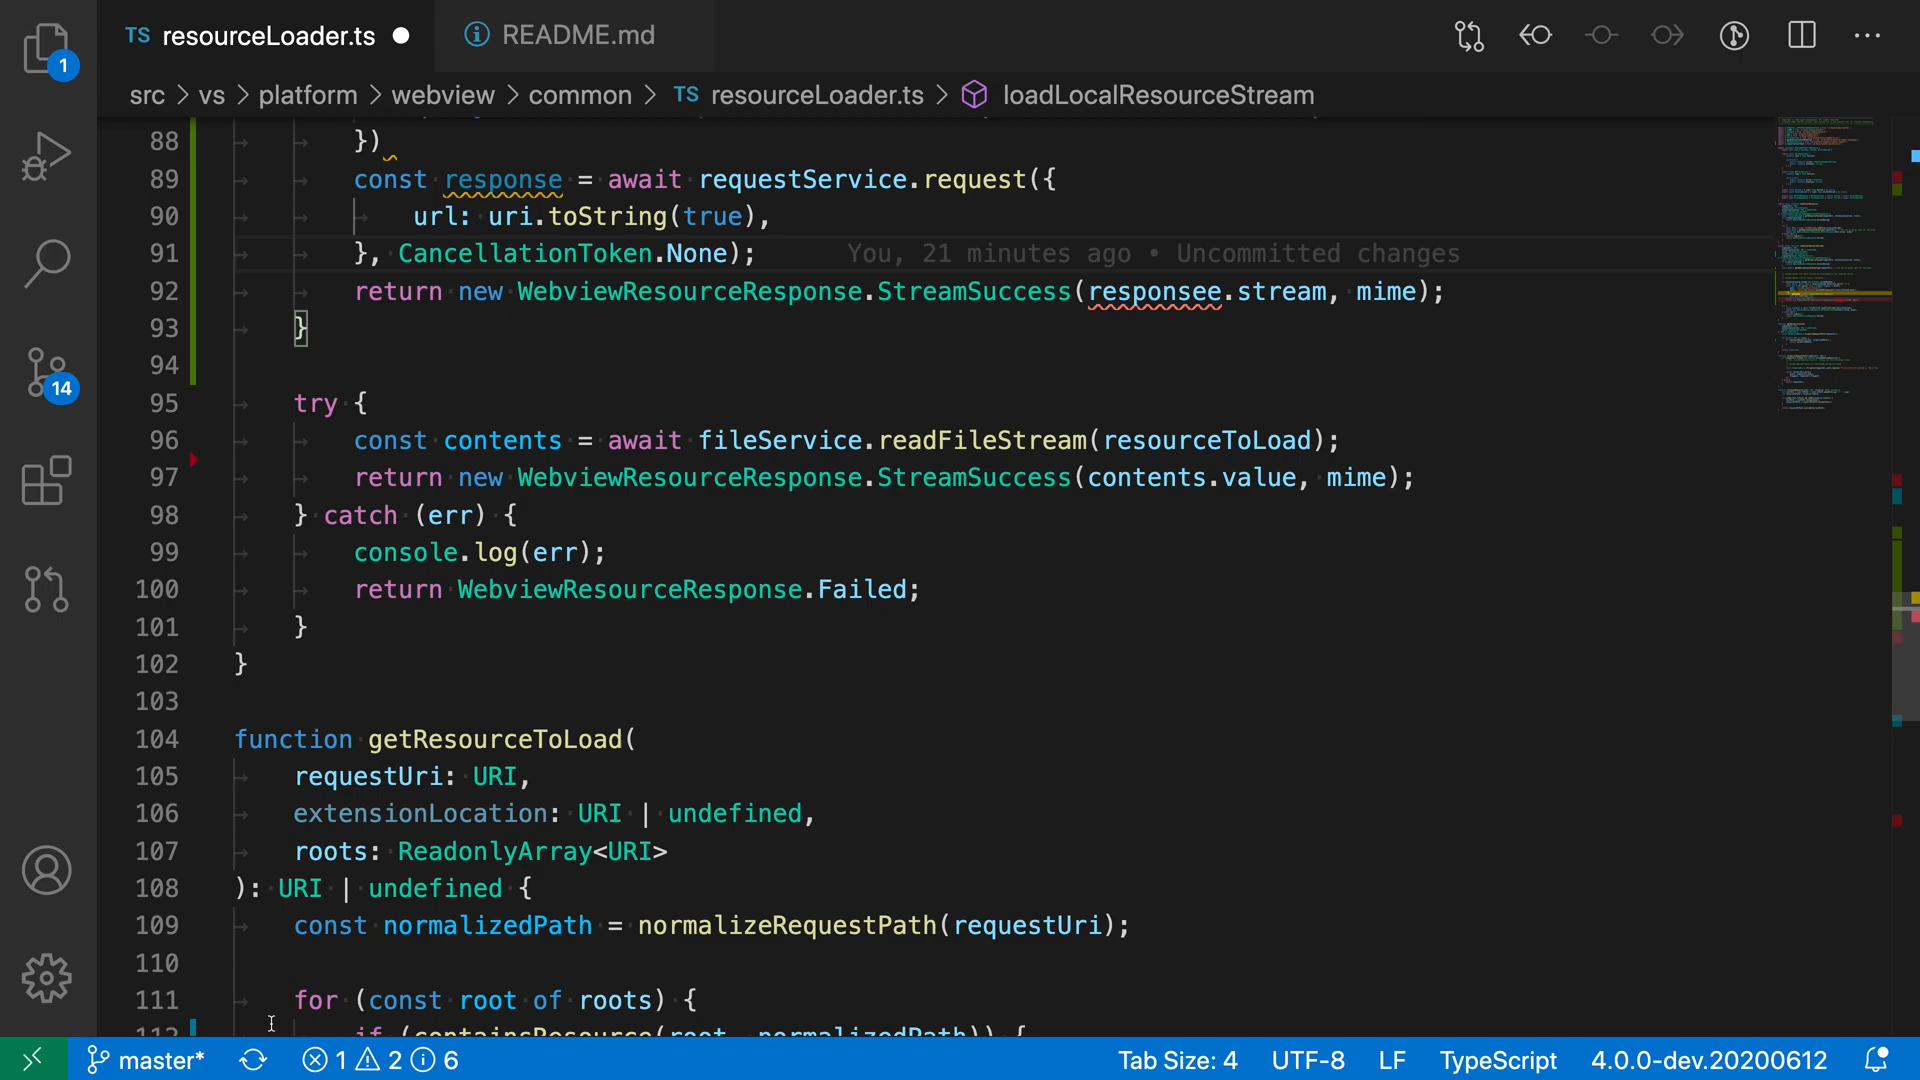 TS resourceLoader.ts ● README.md
1
src > vs > platform > webview > common > TS resourceLoader.ts > loadLocalResourceStream
88 })
89 const response = await requestService.request({
90 url: uri.toString(true),
91 }, CancellationToken.None); You, 21 minutes ago • Uncommitted changes
92 return new WebviewResourceResponse.StreamSuccess(responsee.stream, mime);
93 }
94
14
95 try {
96 const contents = await fileService.readFileStream(resourceToLoad);
97 return new WebviewResourceResponse.StreamSuccess(contents.value, mime);
98 } catch (err) {
99 console.log(err);
100 return WebviewResourceResponse.Failed;
101 }
102 }
103
104 function getResourceToLoad(
105 requestUri: URI,
106 extensionLocation: URI | undefined,
107 roots: ReadonlyArray<URI>
108 ): URI | undefined {
109 const normalizedPath = normalizeRequestPath(requestUri);
110
111 for (const root of roots) {
112 if (containsResource(root, normalizedPath)) {
master* 1 2 6 Tab Size: 4 UTF-8 LF TypeScript 4.0.0-dev.20200612